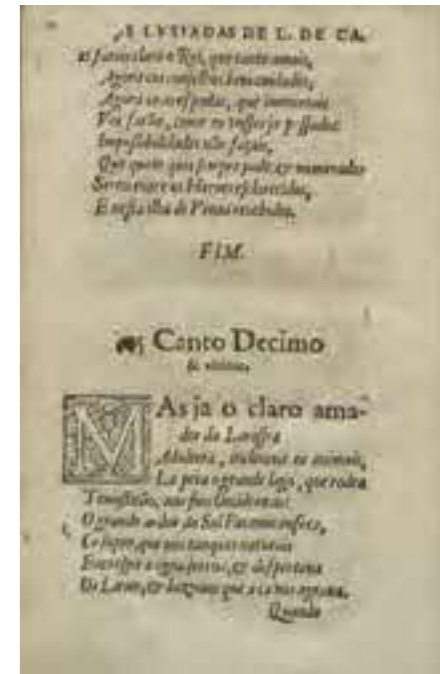 S LVSIADAS DE L. DE CA.
claro o Rei, que tanto amais,
Agora cos conselhos bem cuidados,
Agora co as espadas, que immortais
Vos farão, como os vossos ja passados:
Impossibilidades não façais,
Que quem quis sempre pode, & numerados
Sereis entre os Heroes esclarecidos,
E nesta ilha de Venus recebidos.
FIM.
Canto Decimo
& vltimo.
MAs ja o claro ama-
dor da Larissea
Adultera, inclinaua os animais,
La pera o grande lago, que rodea
Temistitão, nos fins Occidentais:
O grande ardor do Sol Fauonio enfrea,
Co sopro, que nos tanques naturais
Encrespa a agoa serena, & despertaua
Os Lirios, & Iasmins que a calma agraua.
Quando